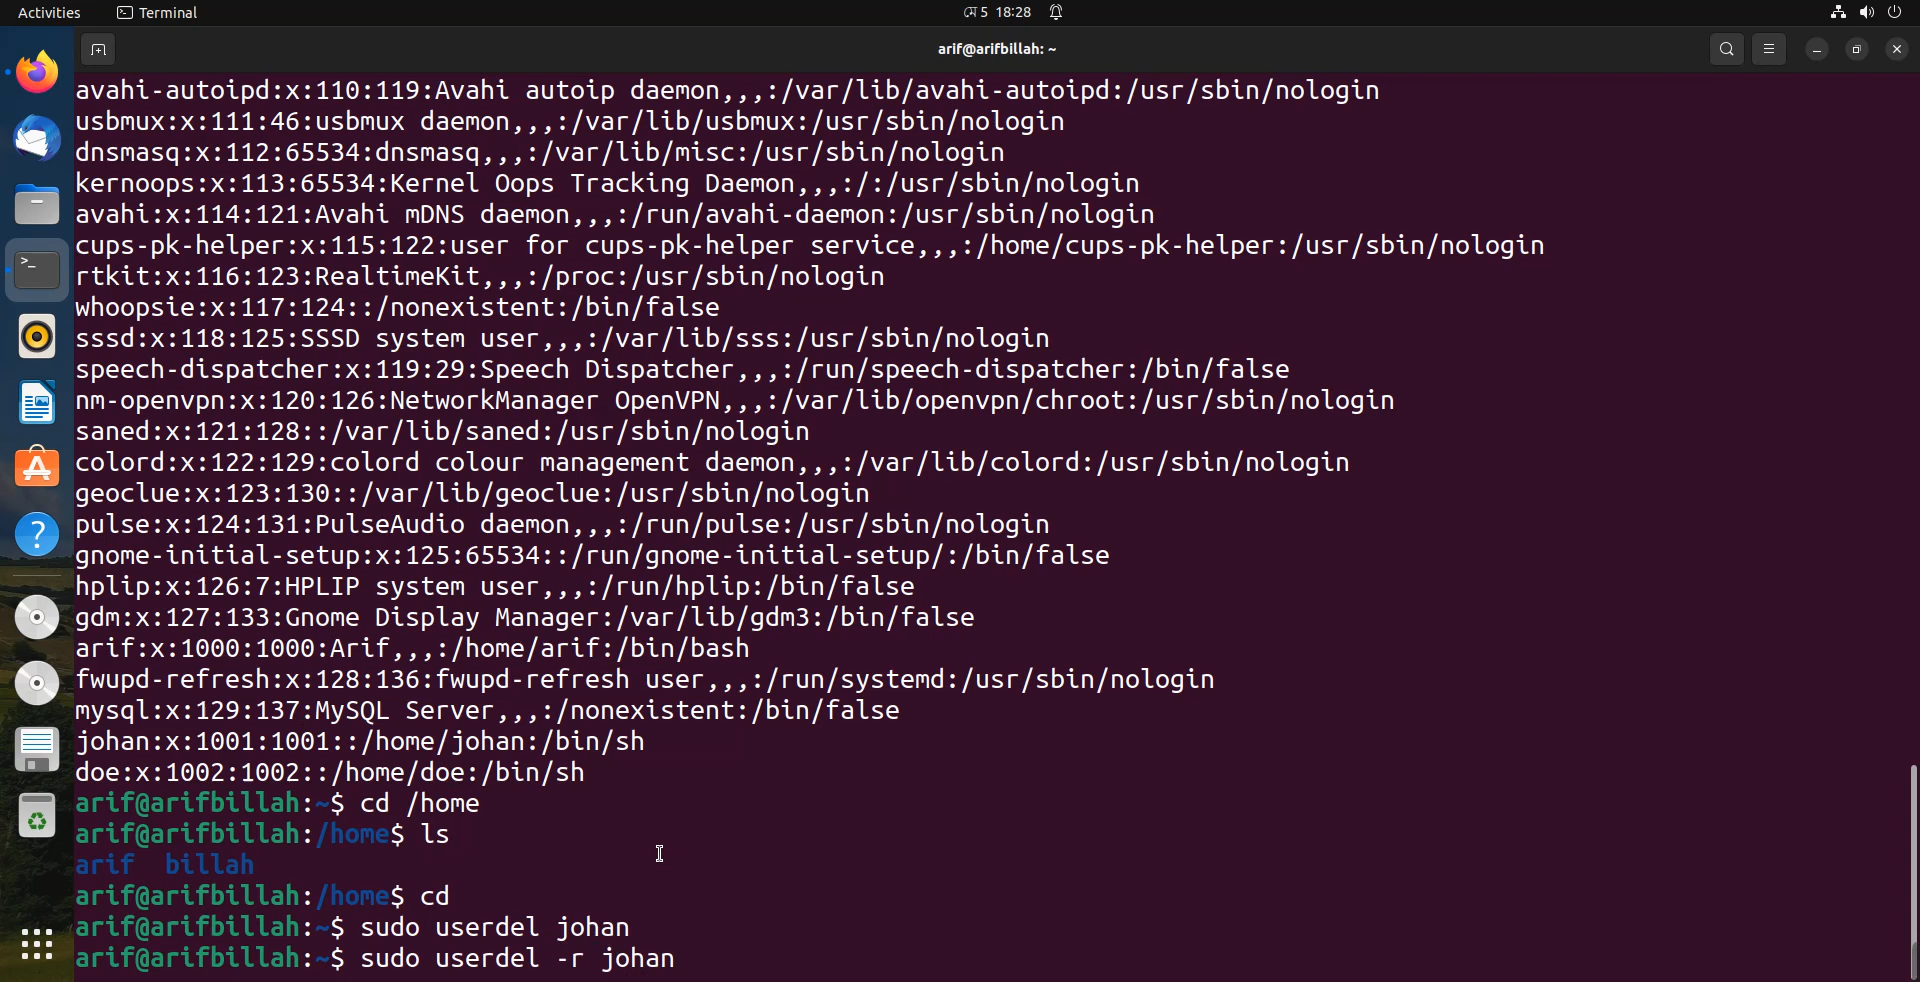 Activities Terminal মে 5 18:28
arif@arifbillah: ~
avahi-autoipd:x:110:119:Avahi autoip daemon,,,:/var/lib/avahi-autoipd:/usr/sbin/nologin
usbmux:x:111:46:usbmux daemon,,,:/var/lib/usbmux:/usr/sbin/nologin
dnsmasq:x:112:65534:dnsmasq,,,:/var/lib/misc:/usr/sbin/nologin
kernoops:x:113:65534:Kernel Oops Tracking Daemon,,,:/:/usr/sbin/nologin
avahi:x:114:121:Avahi mDNS daemon,,,:/run/avahi-daemon:/usr/sbin/nologin
cups-pk-helper:x:115:122:user for cups-pk-helper service,,,:/home/cups-pk-helper:/usr/sbin/nologin
rtkit:x:116:123:RealtimeKit,,,:/proc:/usr/sbin/nologin
whoopsie:x:117:124::/nonexistent:/bin/false
sssd:x:118:125:SSSD system user,,,:/var/lib/sss:/usr/sbin/nologin
speech-dispatcher:x:119:29:Speech Dispatcher,,,:/run/speech-dispatcher:/bin/false
nm-openvpn:x:120:126:NetworkManager OpenVPN,,,:/var/lib/openvpn/chroot:/usr/sbin/nologin
saned:x:121:128::/var/lib/saned:/usr/sbin/nologin
colord:x:122:129:colord colour management daemon,,,:/var/lib/colord:/usr/sbin/nologin
geoclue:x:123:130::/var/lib/geoclue:/usr/sbin/nologin
pulse:x:124:131:PulseAudio daemon,,,:/run/pulse:/usr/sbin/nologin
gnome-initial-setup:x:125:65534::/run/gnome-initial-setup/:/bin/false
hplip:x:126:7:HPLIP system user,,,:/run/hplip:/bin/false
gdm:x:127:133:Gnome Display Manager:/var/lib/gdm3:/bin/false
arif:x:1000:1000:Arif,,,:/home/arif:/bin/bash
fwupd-refresh:x:128:136:fwupd-refresh user,,,:/run/systemd:/usr/sbin/nologin
mysql:x:129:137:MySQL Server,,,:/nonexistent:/bin/false
johan:x:1001:1001::/home/johan:/bin/sh
doe:x:1002:1002::/home/doe:/bin/sh
arif@arifbillah:~$ cd /home
arif@arifbillah:/home$ ls
arif  billah
arif@arifbillah:/home$ cd
arif@arifbillah:~$ sudo userdel johan
arif@arifbillah:~$ sudo userdel -r johan